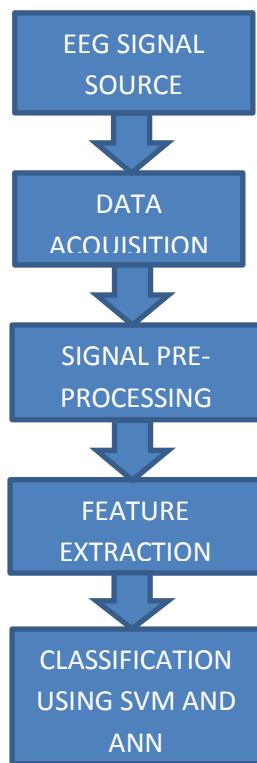 EEG SIGNAL
SOURCE
DATA
ACQUISITION
SIGNAL PRE-
PROCESSING
FEATURE
EXTRACTION
CLASSIFICATION
USING SVM AND
ANN